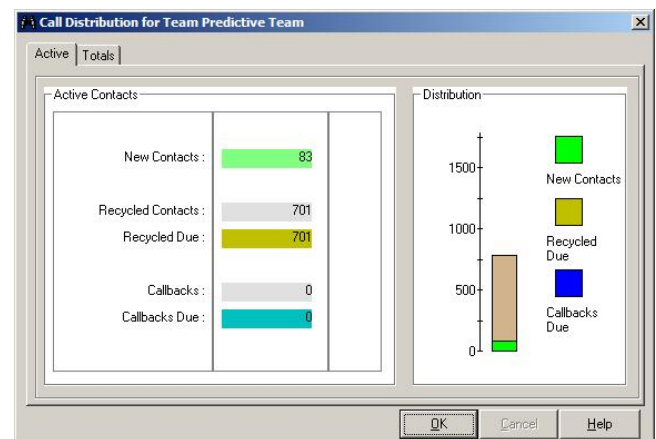 Call Distribution for Team Predictive Team
Active
Totals
Active Contacts
New Contacts : 83
Recycled Contacts : 701
Recycled Due : 701
Callbacks : 0
Callbacks Due : 0
Distribution
1500
1000
500
0
New Contacts
Recycled
Due
Callbacks
Due
OK
Cancel
Help